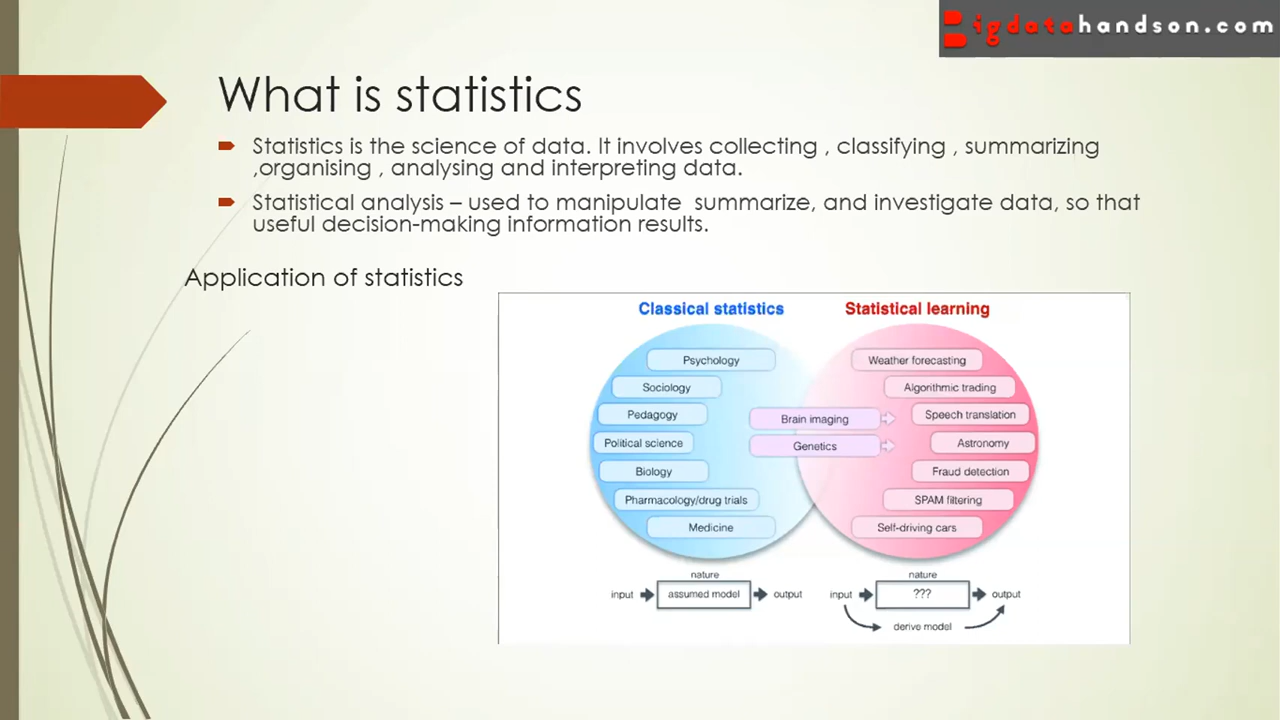 Bigdatahandson.com
What is statistics
Statistics is the science of data. It involves collecting , classifying , summarizing
,organising , analysing and interpreting data.
Statistical analysis – used to manipulate summarize, and investigate data, so that
useful decision-making information results.
Application of statistics
Classical statistics
Psychology
Sociology
Pedagogy
Political science
Biology
Pharmacology/drug trials
Medicine
Brain imaging
Genetics
Statistical learning
Weather forecasting
Algorithmic trading
Speech translation
Astronomy
Fraud detection
SPAM filtering
Self-driving cars
nature
input assumed model output
nature
input ??? output
derive model